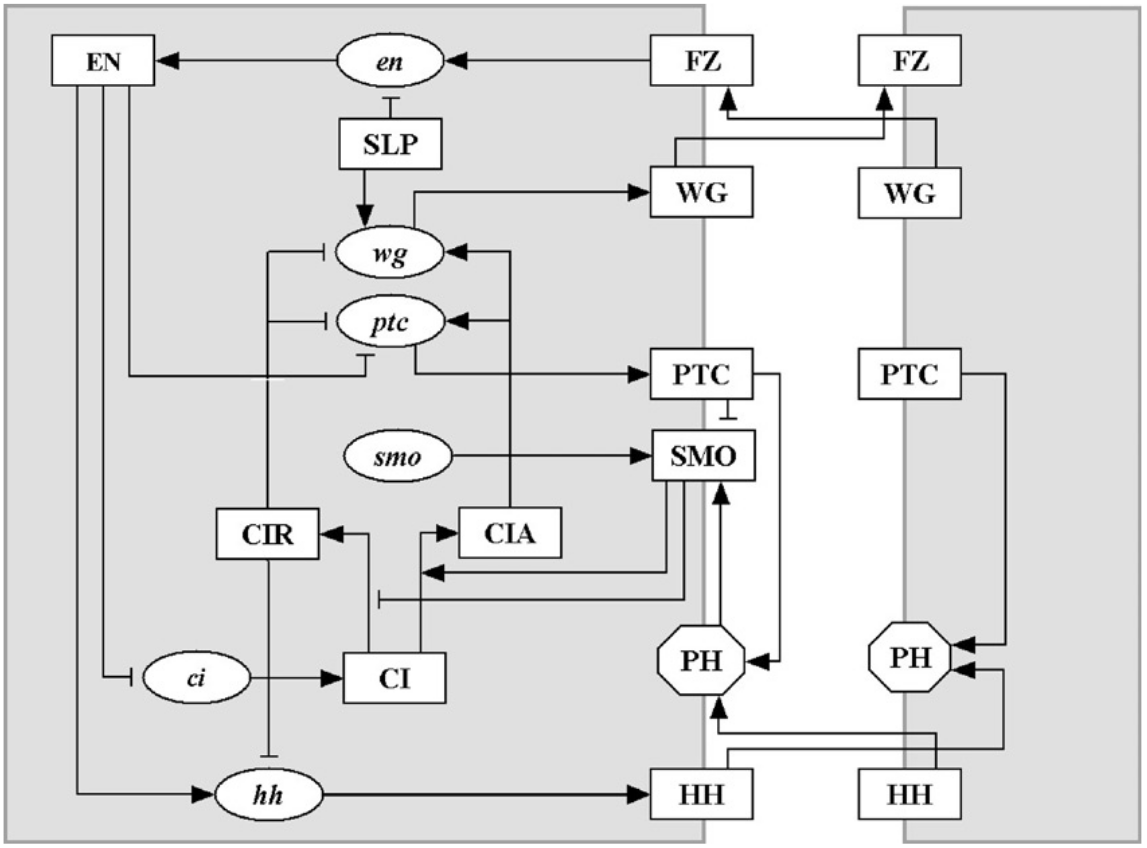 EN
en
FZ
FZ
SLP
WG
WG
wg
ptc
PTC
PTC
smo
SMO
CIR
CIA
PH
PH
ci
CI
hh
HH
HH